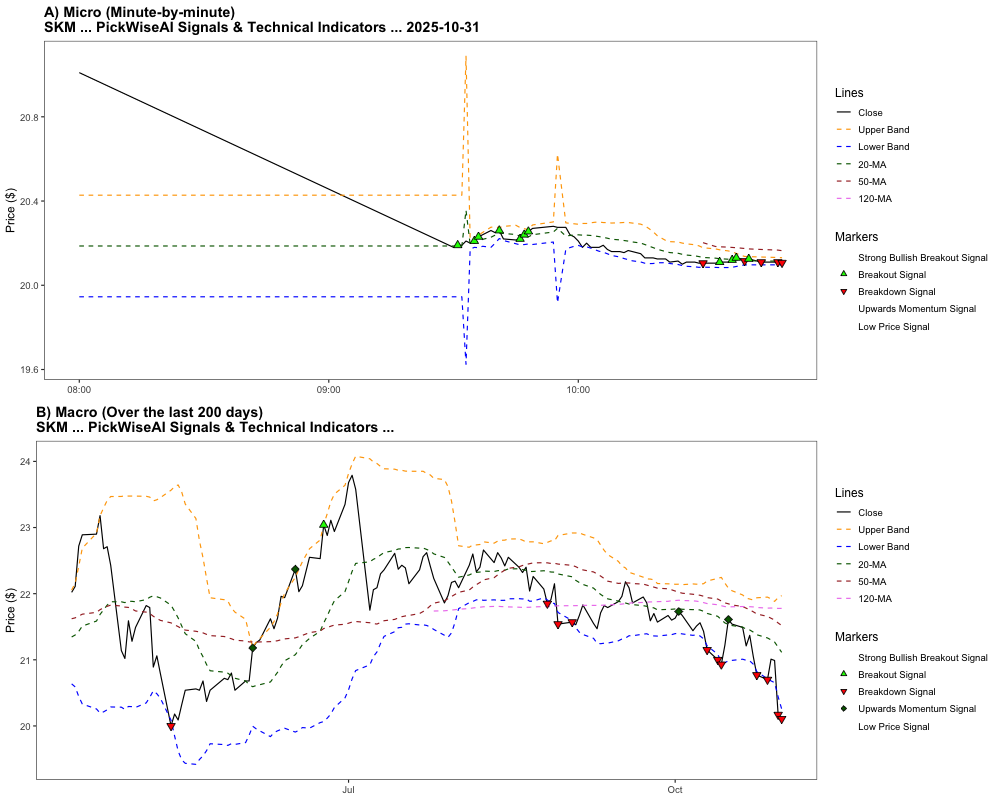 A) Micro (Minute-by-minute)
SKM ... PickWiseAI Signals & Technical Indicators ... 2025-10-31
Price ($)
20.8
20.4
20.0
19.6
08:00
09:00
10:00
Lines
Close
Upper Band
Lower Band
20-MA
50-MA
120-MA
Markers
Strong Bullish Breakout Signal
Breakout Signal
Breakdown Signal
Upwards Momentum Signal
Low Price Signal
B) Macro (Over the last 200 days)
SKM ... PickWiseAI Signals & Technical Indicators ...
Price ($)
24
23
22
21
20
Jul
Oct
Lines
Close
Upper Band
Lower Band
20-MA
50-MA
120-MA
Markers
Strong Bullish Breakout Signal
Breakout Signal
Breakdown Signal
Upwards Momentum Signal
Low Price Signal